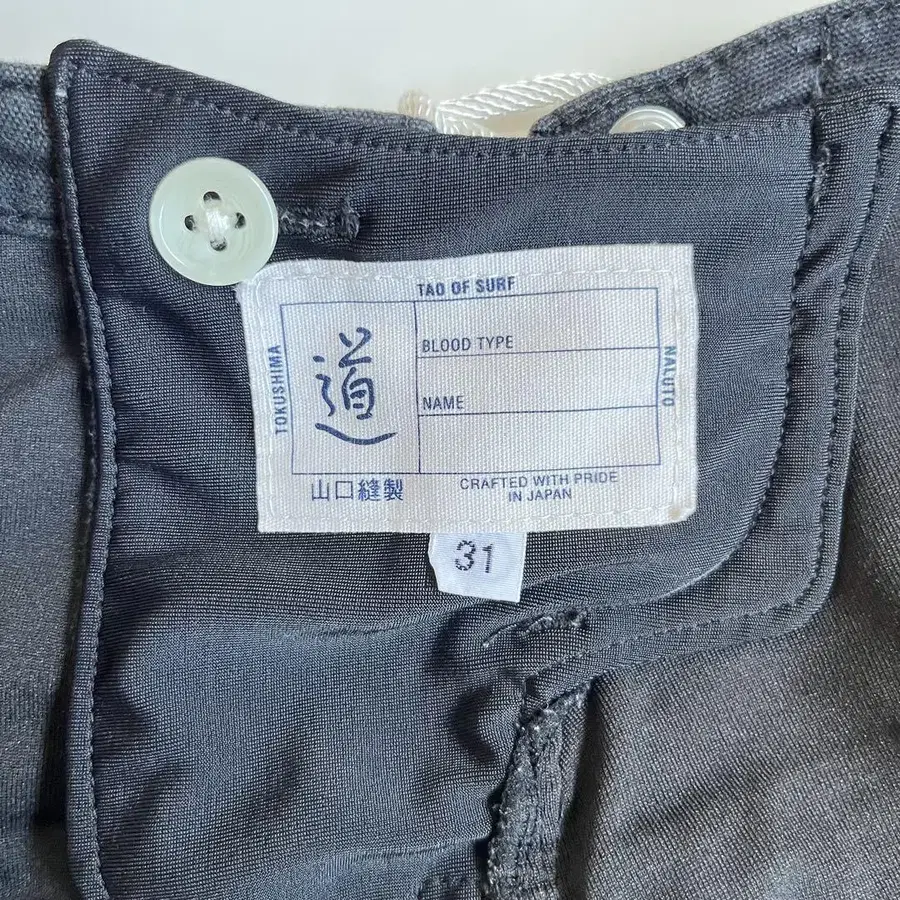 TAO OF SURF
TOKUSHIMA
道
BLOOD TYPE
NAME
NALUTO
山口縫製
CRAFTED WITH PRIDE
IN JAPAN
31